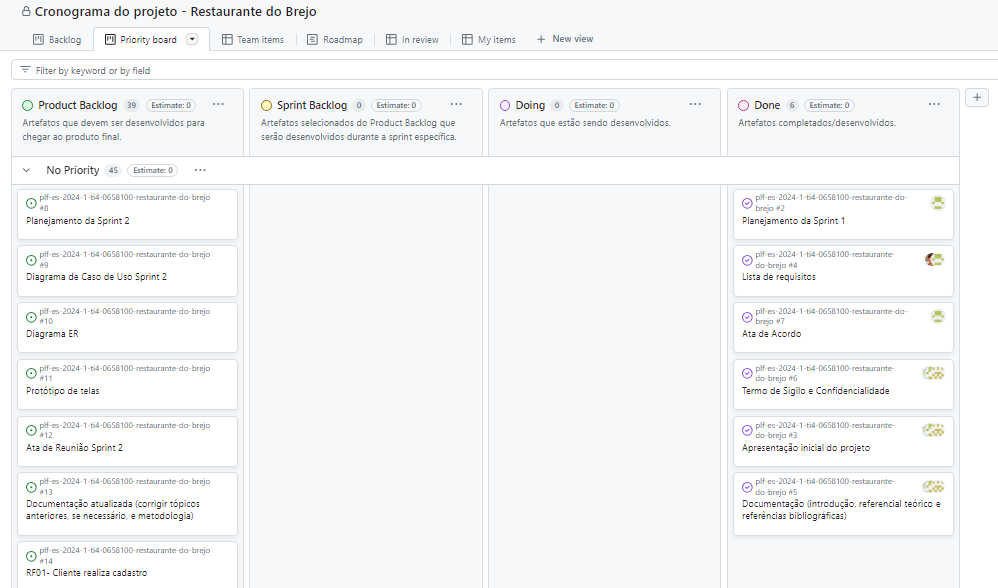 Cronograma do projeto - Restaurante do Brejo
Backlog
Priority board
Team items
Roadmap
In review
My items
+ New view
Filter by keyword or by field
Product Backlog 39 Estimate: 0 ...
Artefatos que devem ser desenvolvidos para
chegar ao produto final.
Sprint Backlog 0 Estimate: 0 ...
Artefatos selecionados do Product Backlog que
serão desenvolvidos durante a sprint específica.
Doing 0 Estimate: 0 ...
Artefatos que estão sendo desenvolvidos.
Done 6 Estimate: 0 ...
Artefatos completados/desenvolvidos.
+
No Priority 45 Estimate: 0 ...
plf-es-2024-1-ti4-0658100-restaurante-do-brejo
#8
Planejamento da Sprint 2
plf-es-2024-1-ti4-0658100-restaurante-do-brejo
#9
Diagrama de Caso de Uso Sprint 2
plf-es-2024-1-ti4-0658100-restaurante-do-brejo
#10
Diagrama ER
plf-es-2024-1-ti4-0658100-restaurante-do-brejo
#11
Protótipo de telas
plf-es-2024-1-ti4-0658100-restaurante-do-brejo
#12
Ata de Reunião Sprint 2
plf-es-2024-1-ti4-0658100-restaurante-do-brejo
#13
Documentação atualizada (corrigir tópicos
anteriores, se necessário, e metodologia)
plf-es-2024-1-ti4-0658100-restaurante-do-brejo
#14
RF01- Cliente realiza cadastro
plf-es-2024-1-ti4-0658100-restaurante-do-
brejo #2
Planejamento da Sprint 1
plf-es-2024-1-ti4-0658100-restaurante-
do-brejo #4
Lista de requisitos
plf-es-2024-1-ti4-0658100-restaurante-do-
brejo #7
Ata de Acordo
plf-es-2024-1-ti4-0658100-restaurante-
do-brejo #6
Termo de Sigilo e Confidencialidade
plf-es-2024-1-ti4-0658100-restaurante-
do-brejo #3
Apresentação inicial do projeto
plf-es-2024-1-ti4-0658100-restaurante-
do-brejo #5
Documentação (introdução, referencial teórico e
referências bibliográficas)